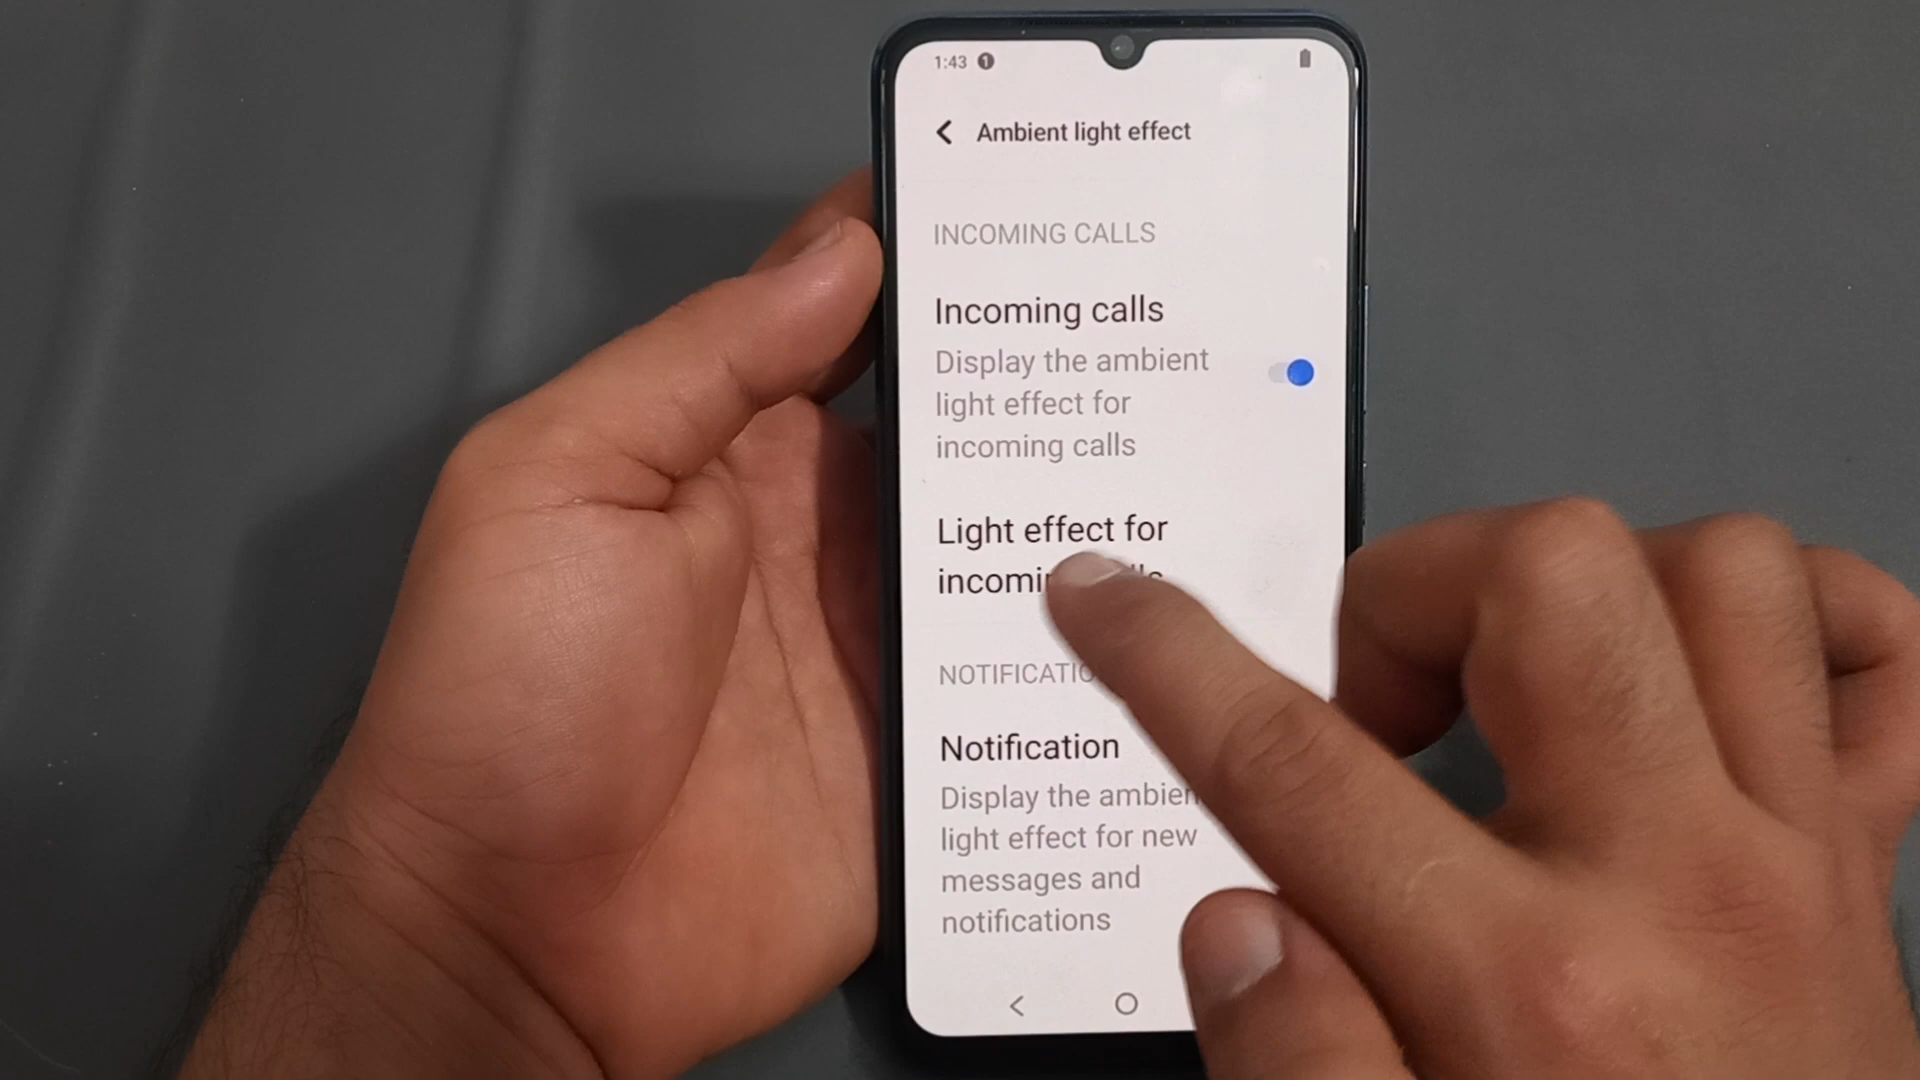 1:43 1
Ambient light effect
INCOMING CALLS
Incoming calls
Display the ambient
light effect for
incoming calls
Light effect for
NOTIFICATIO
Notification
Display the ambien
light effect for new
messages and
notifications